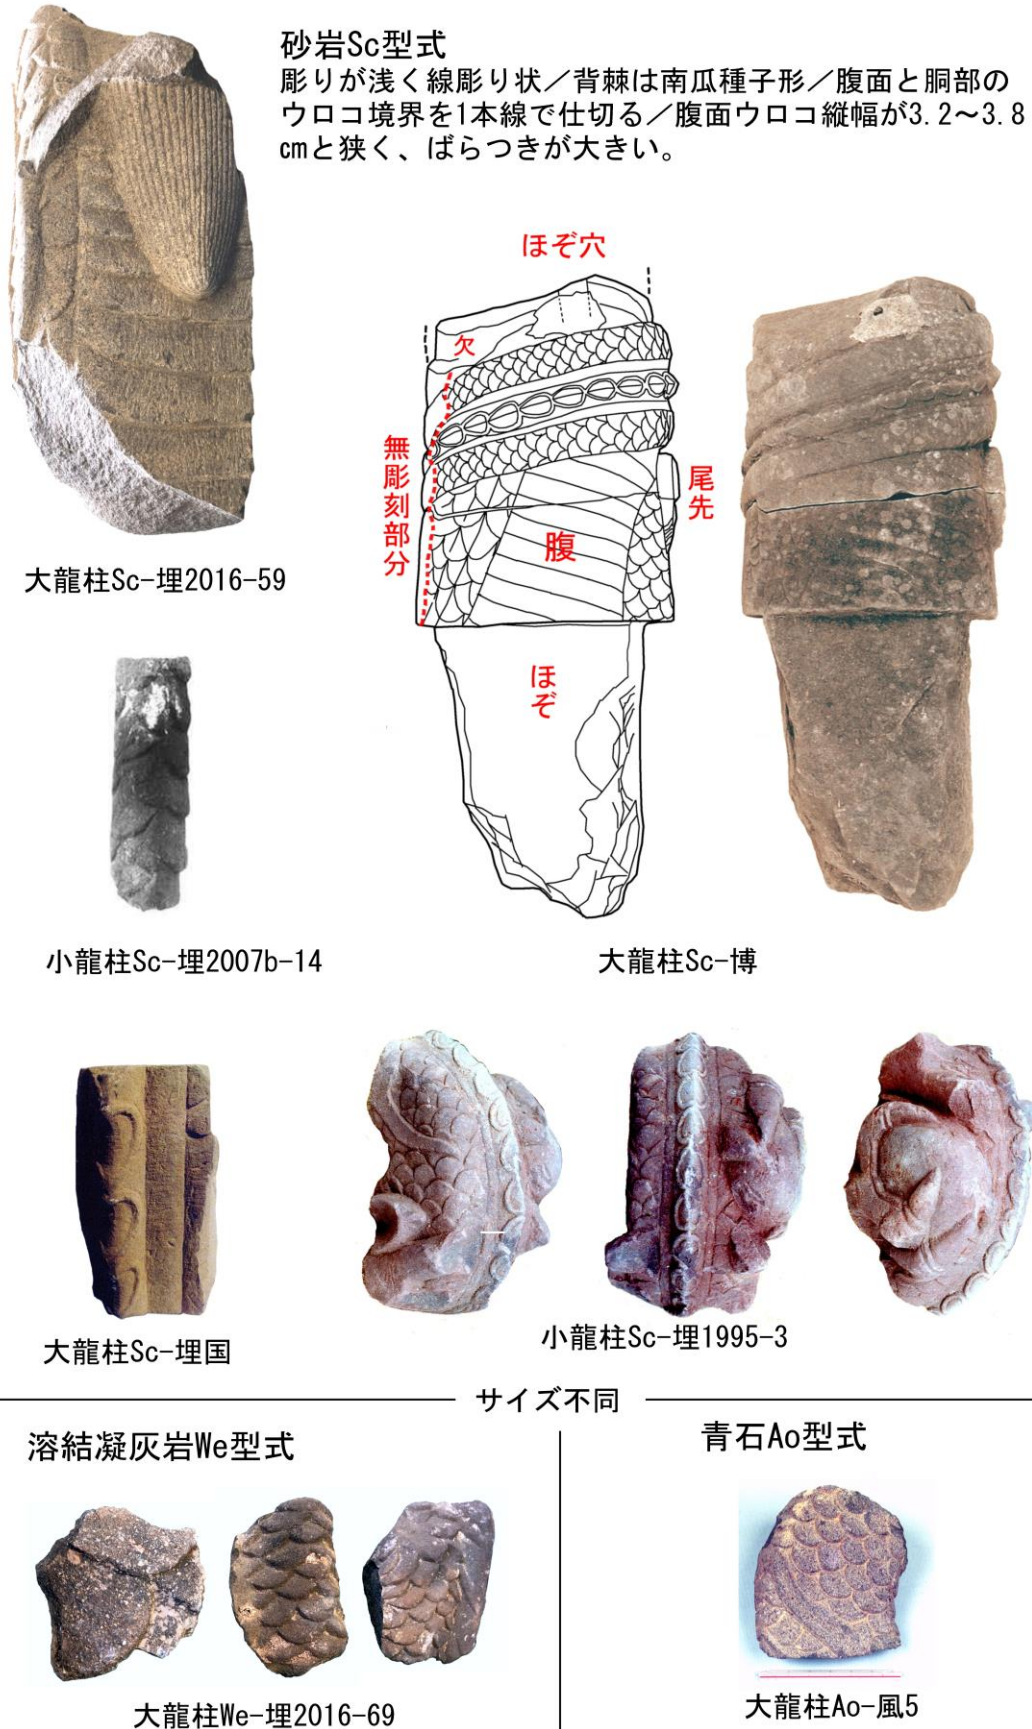 砂岩Sc型式
彫りが浅く線彫り状／背棘は南瓜種子形／腹面と胴部の
ウロコ境界を1本線で仕切る／腹面ウロコ縦幅が3.2〜3.8
cmと狭く、ばらつきが大きい。
ほぞ穴
欠
無彫刻部分
尾先
腹
ほぞ
大龍柱Sc-埋2016-59
小龍柱Sc-埋2007b-14
大龍柱Sc-博
大龍柱Sc-埋国
小龍柱Sc-埋1995-3
サイズ不同
溶結凝灰岩We型式
青石Ao型式
大龍柱We-埋2016-69
大龍柱Ao-風5